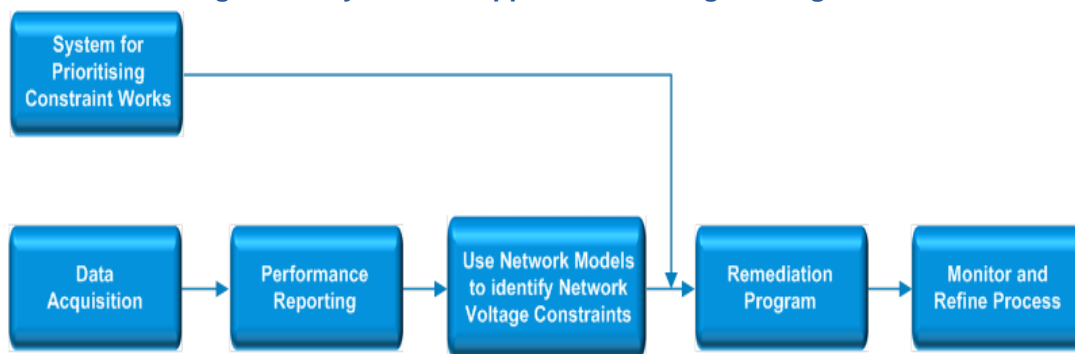 System for
Prioritising
Constraint Works
Data
Acquisition
Performance
Reporting
Use Network Models
to identify Network
Voltage Constraints
Remediation
Program
Monitor and
Refine Process